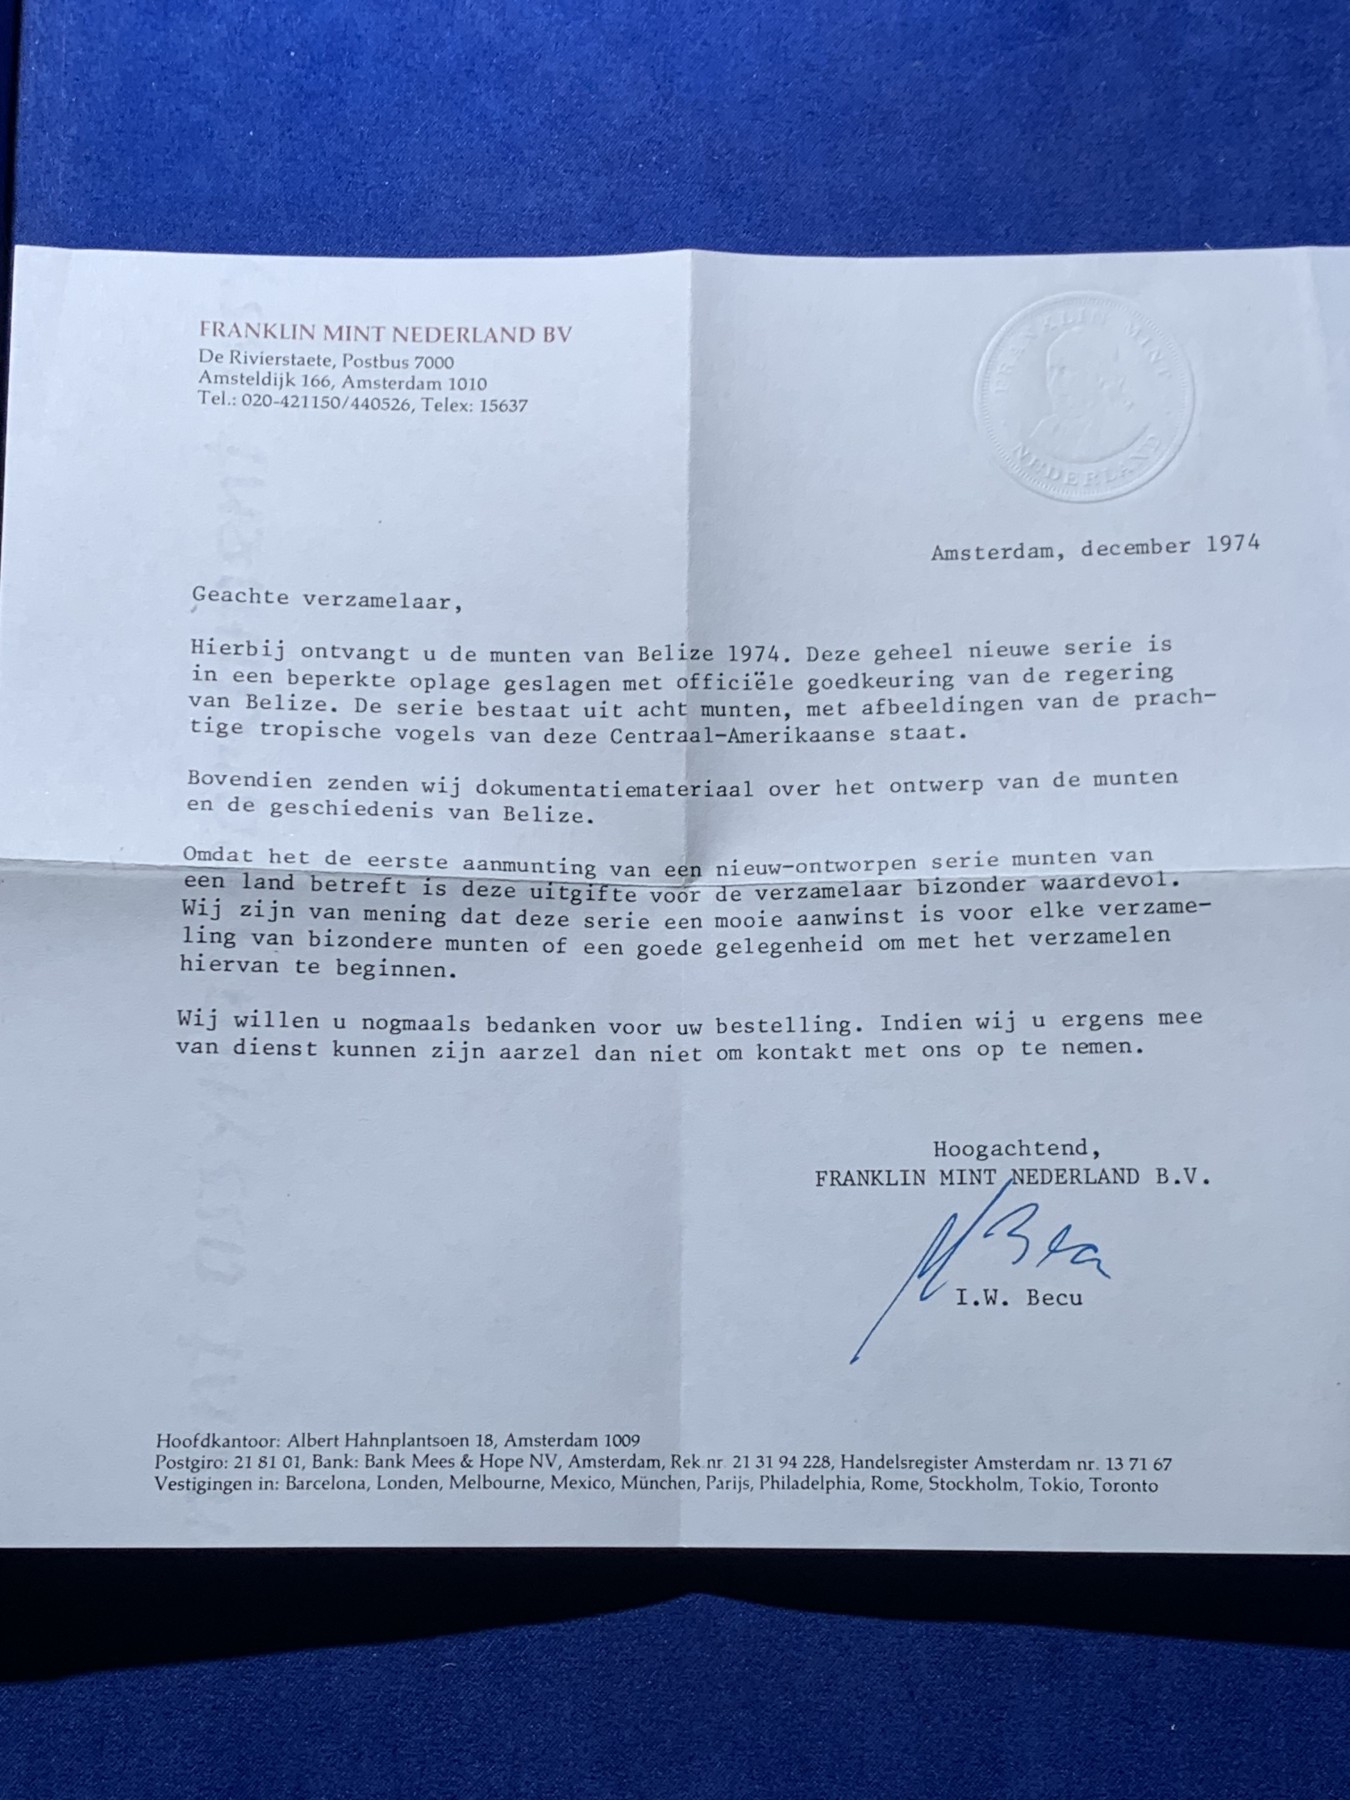 FRANKLIN MINT NEDERLAND BV
De Rivierstaete, Postbus 7000
Amsteldijk 166, Amsterdam 1010
Tel.: 020-421150/440526, Telex: 15637
FRANKLIN MINT
NEDERLAND
Amsterdam, december 1974
Geachte verzamelaar,
Hierbij ontvangt u de munten van Belize 1974. Deze geheel nieuwe serie is
in een beperkte oplage geslagen met officiële goedkeuring van de regering
van Belize. De serie bestaat uit acht munten, met afbeeldingen van de prach-
tige tropische vogels van deze Centraal-Amerikaanse staat.
Bovendien zenden wij dokumentatiemateriaal over het ontwerp van de munten
en de geschiedenis van Belize.
Omdat het de eerste aanmunting van een nieuw-ontworpen serie munten van
een land betreft is deze uitgifte voor de verzamelaar bizonder waardevol.
Wij zijn van mening dat deze serie een mooie aanwinst is voor elke verzame-
ling van bizondere munten of een goede gelegenheid om met het verzamelen
hiervan te beginnen.
Wij willen u nogmaals bedanken voor uw bestelling. Indien wij u ergens mee
van dienst kunnen zijn aarzel dan niet om kontakt met ons op te nemen.
Hoogachtend,
FRANKLIN MINT NEDERLAND B.V.
I.W. Becu
Hoofdkantoor: Albert Hahnplantsoen 18, Amsterdam 1009
Postgiro: 21 81 01, Bank: Bank Mees & Hope NV, Amsterdam, Rek. nr. 21 31 94 228, Handelsregister Amsterdam nr. 13 71 67
Vestigingen in: Barcelona, Londen, Melbourne, Mexico, München, Parijs, Philadelphia, Rome, Stockholm, Tokio, Toronto